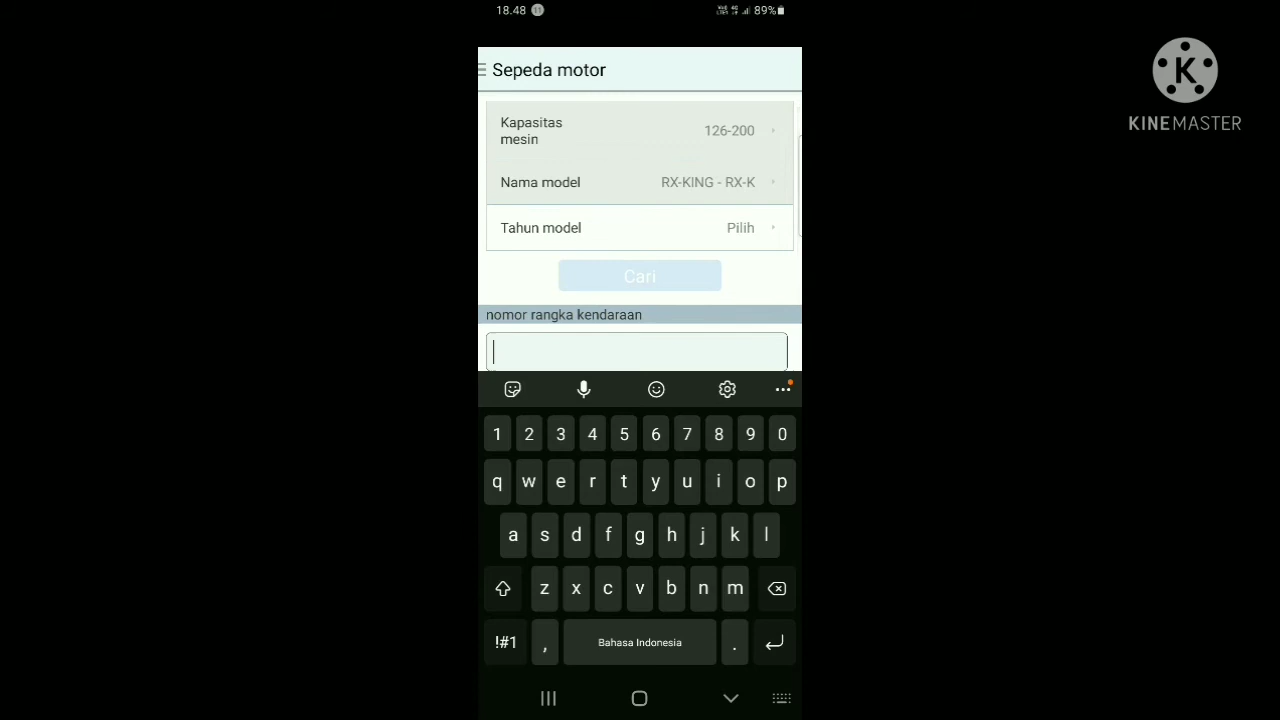 18.48 11 89%
Sepeda motor
Kapasitas
mesin
126-200
Nama model RX-KING - RX-K
Tahun model Pilih
Cari
nomor rangka kendaraan
1 2 3 4 5 6 7 8 9 0
q w e r t y u i o p
a s d f g h j k l
z x c v b n m
!#1 , Bahasa Indonesia .
K
KINEMASTER